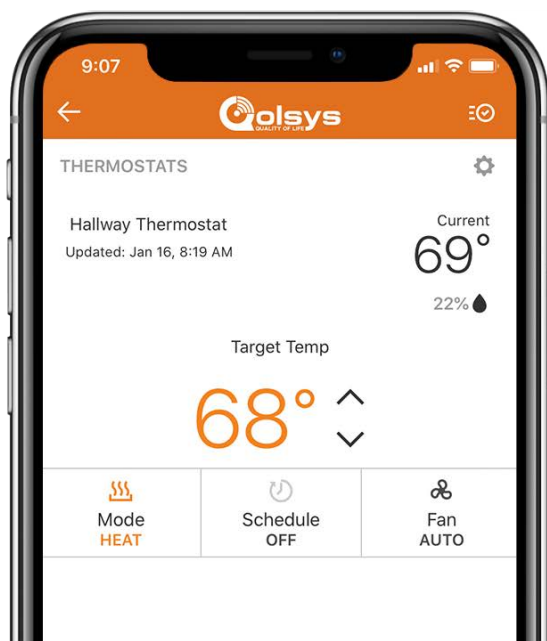 9:07
Qolsys
QUALITY OF LIFE
THERMOSTATS
Hallway Thermostat
Updated: Jan 16, 8:19 AM
Current
69°
22%
Target Temp
68°
Mode
HEAT
Schedule
OFF
Fan
AUTO